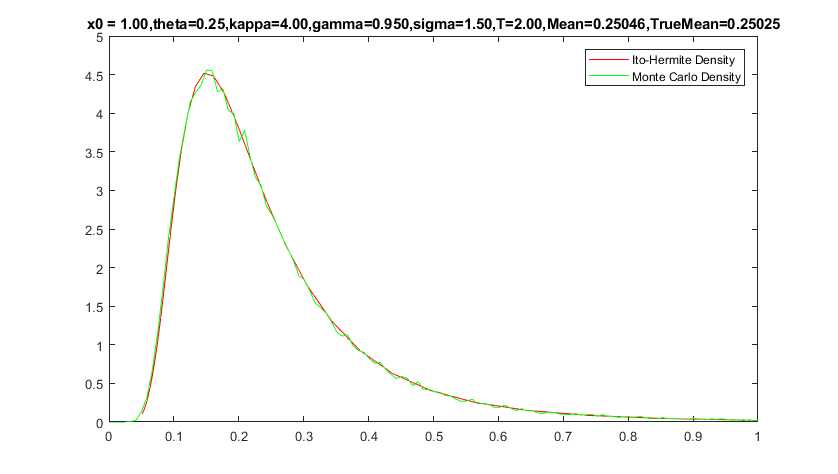 x0 = 1.00,theta=0.25,kappa=4.00,gamma=0.950,sigma=1.50,T=2.00,Mean=0.25046,TrueMean=0.25025
Ito-Hermite Density
Monte Carlo Density
5
4.5
4
3.5
3
2.5
2
1.5
1
0.5
0
0 0.1 0.2 0.3 0.4 0.5 0.6 0.7 0.8 0.9 1